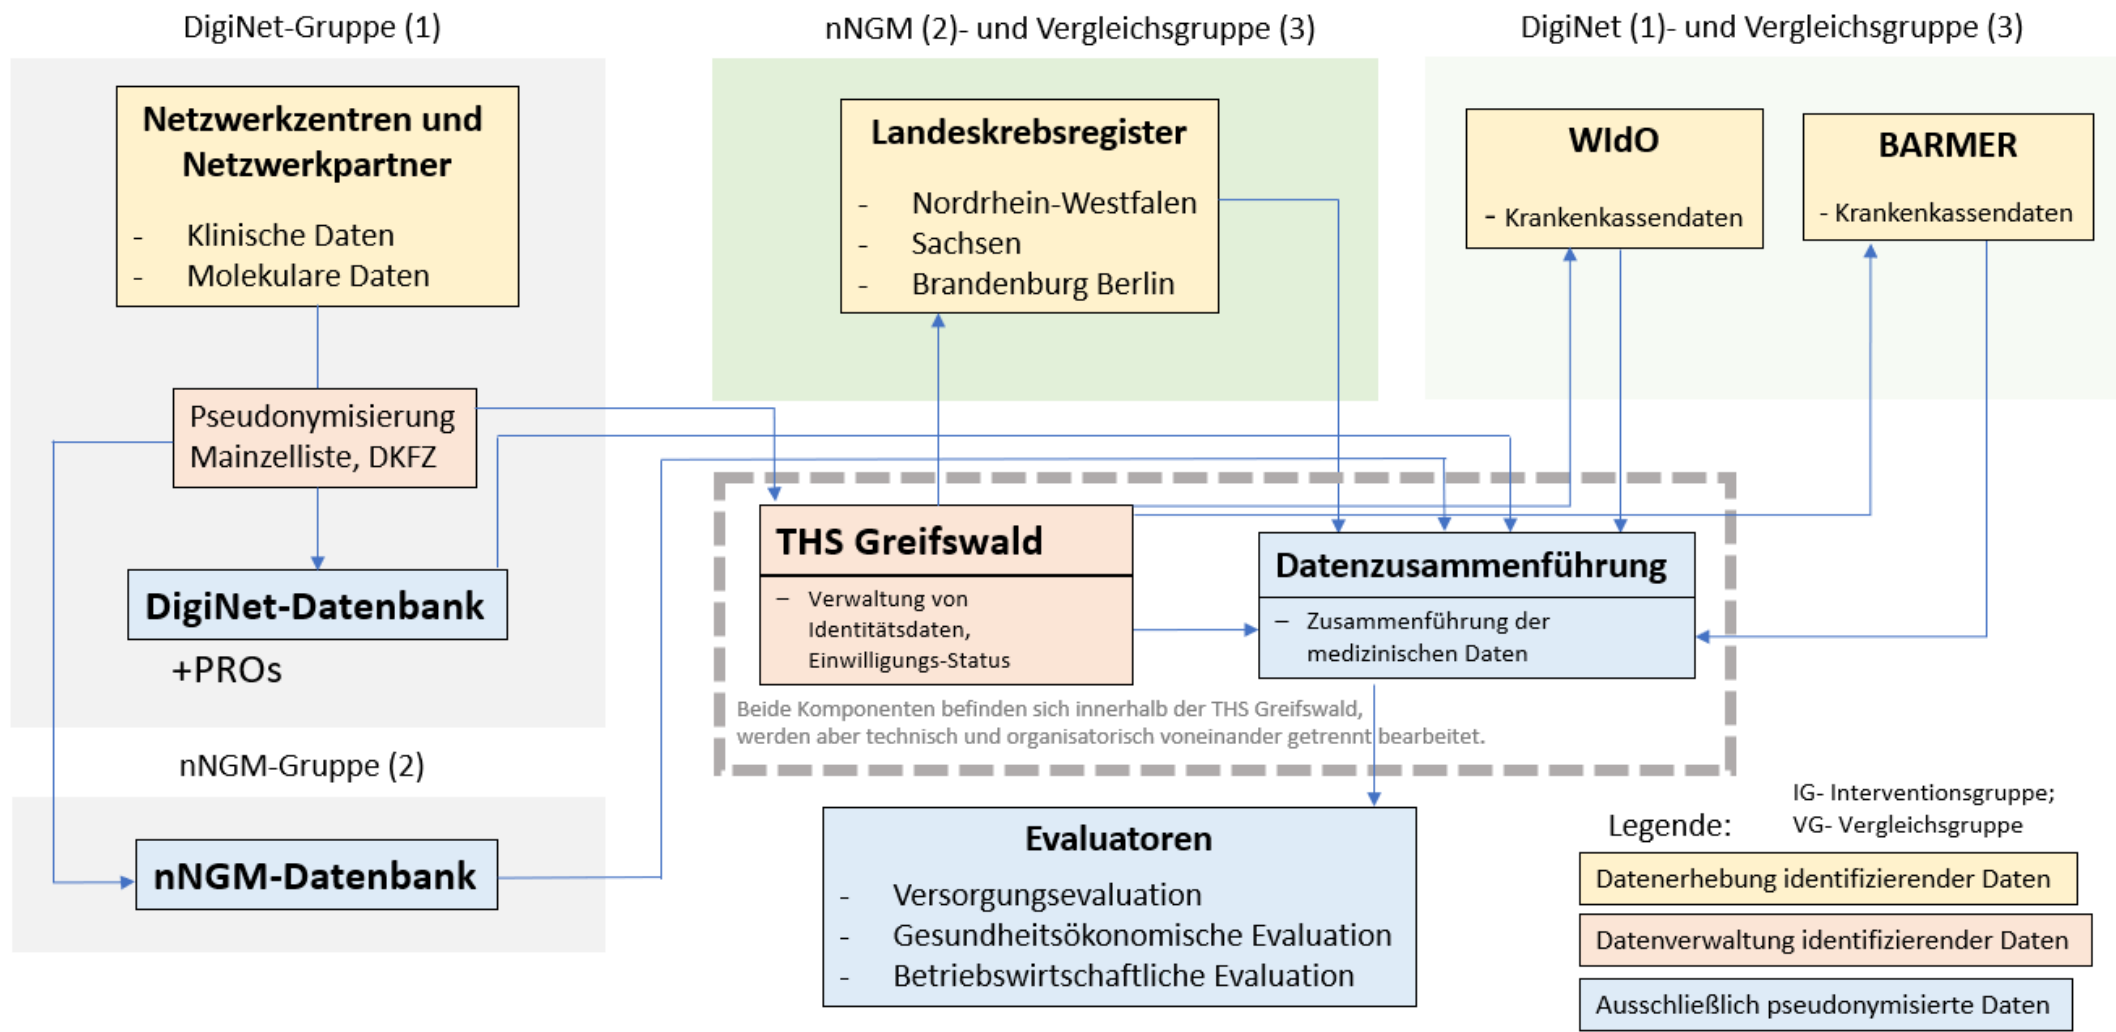 DigiNet-Gruppe (1)
Netzwerkzentren und
Netzwerkpartner
- Klinische Daten
- Molekulare Daten
Pseudonymisierung
Mainzelliste, DKFZ
DigiNet-Datenbank
+PROs
nNGM-Gruppe (2)
nNGM-Datenbank
nNGM (2)- und Vergleichsgruppe (3)
Landeskrebsregister
- Nordrhein-Westfalen
- Sachsen
- Brandenburg Berlin
DigiNet (1)- und Vergleichsgruppe (3)
WIdO
- Krankenkassendaten
BARMER
- Krankenkassendaten
THS Greifswald
– Verwaltung von
Identitätsdaten,
Einwilligungs-Status
Datenzusammenführung
– Zusammenführung der
medizinischen Daten
Beide Komponenten befinden sich innerhalb der THS Greifswald,
werden aber technisch und organisatorisch voneinander getrennt bearbeitet.
Evaluatoren
- Versorgungsevaluation
- Gesundheitsökonomische Evaluation
- Betriebswirtschaftliche Evaluation
Legende:
IG- Interventionsgruppe;
VG- Vergleichsgruppe
Datenerhebung identifizierender Daten
Datenverwaltung identifizierender Daten
Ausschließlich pseudonymisierte Daten